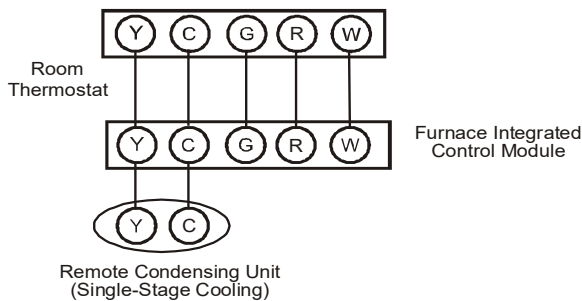 Y C G R W
Room
Thermostat
Y C G R W
Furnace Integrated
Control Module
Y C
Remote Condensing Unit
(Single-Stage Cooling)